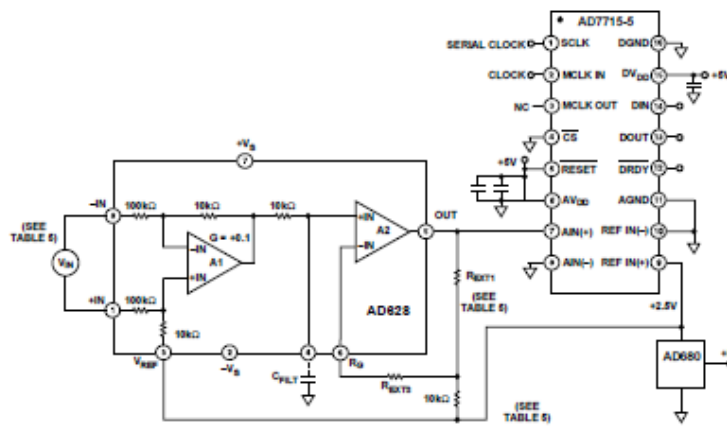 AD7715-5
SERIAL CLOCK
1
SCLK
DGND
16
CLOCK
2
MCLK IN
DVDD
15
+5V
NC
3
MCLK OUT
DIN
14
4
CS
DOUT
13
+5V
5
RESET
DRDY
12
6
AVDD
AGND
11
7
AIN(+)
REF IN(–)
10
8
AIN(–)
REF IN(+)
9
+2.5V
AD680
+VS
7
–IN
8
100kΩ
10kΩ
10kΩ
(SEE
TABLE 5)
VIN
–IN
G = +0.1
A1
+IN
+IN
1
100kΩ
10kΩ
+IN
–IN
A2
OUT
5
AD628
VREF
3
2
–VS
4
CFILT
6
RG
REXT1
(SEE
TABLE 5)
10kΩ
(SEE
TABLE 5)